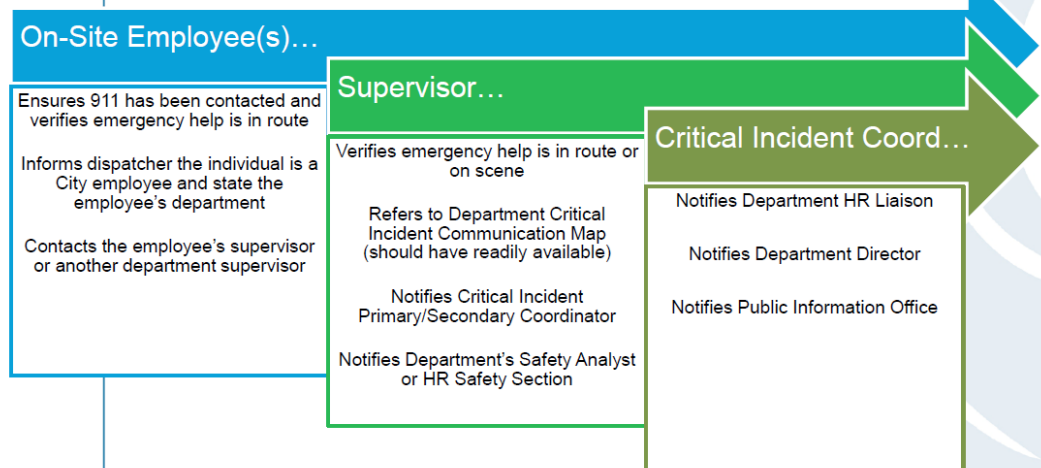 On-Site Employee(s)...
Ensures 911 has been contacted and
verifies emergency help is in route
Informs dispatcher the individual is a
City employee and state the
employee's department
Contacts the employee's supervisor
or another department supervisor
Supervisor...
Verifies emergency help is in route or
on scene
Refers to Department Critical
Incident Communication Map
(should have readily available)
Notifies Critical Incident
Primary/Secondary Coordinator
Notifies Department's Safety Analyst
or HR Safety Section
Critical Incident Coord...
Notifies Department HR Liaison
Notifies Department Director
Notifies Public Information Office